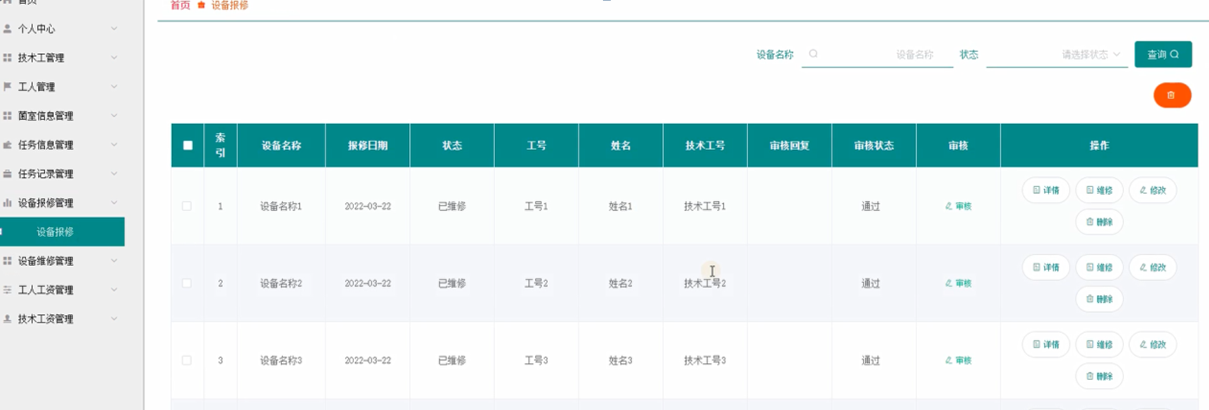 首页
首页 设备报修
个人中心
技术工管理
工人管理
菌室信息管理
任务信息管理
任务记录管理
设备报修管理
设备报修
设备维修管理
工人工资管理
技术工资管理
设备名称 设备名称 状态 请选择状态 查询
索引 设备名称 报修日期 状态 工号 姓名 技术工号 审核回复 审核状态 审核 操作
1 设备名称1 2022-03-22 已维修 工号1 姓名1 技术工号1 通过 审核 详情 维修 修改
删除
2 设备名称2 2022-03-22 已维修 工号2 姓名2 技术工号2 通过 审核 详情 维修 修改
删除
3 设备名称3 2022-03-22 已维修 工号3 姓名3 技术工号3 通过 审核 详情 维修 修改
删除